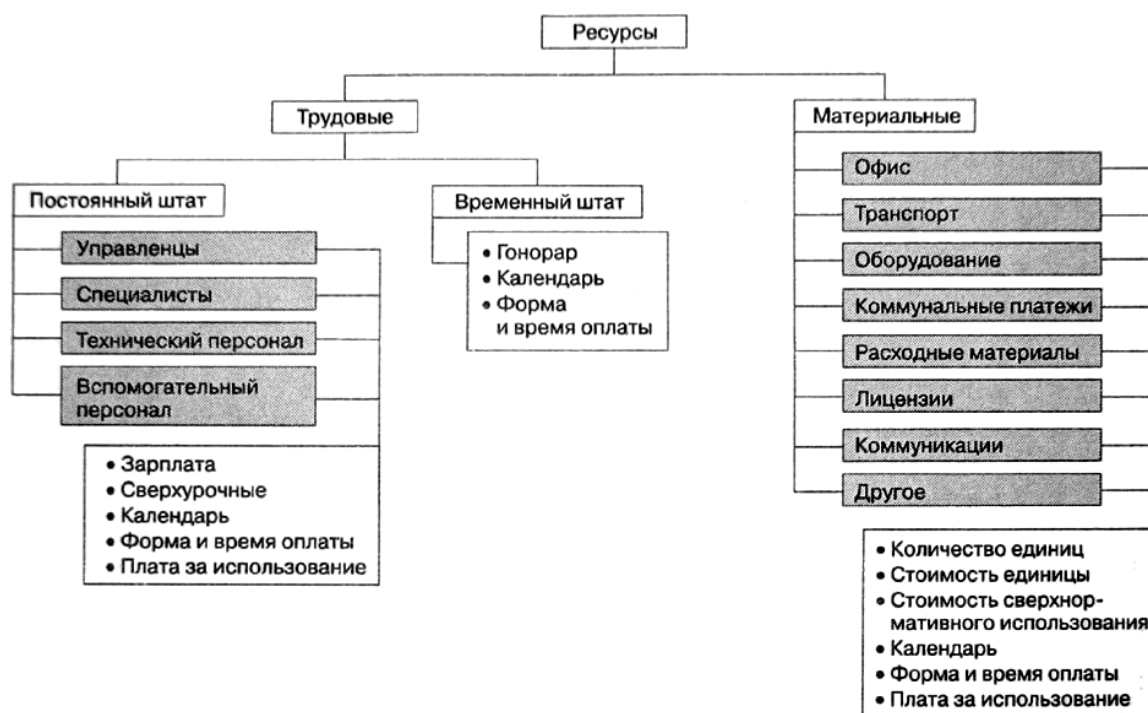 Ресурсы
Трудовые
Материальные
Постоянный штат
Управленцы
Специалисты
Технический персонал
Вспомогательный
персонал
• Зарплата
• Сверхурочные
• Календарь
• Форма и время оплаты
• Плата за использование
Временный штат
• Гонорар
• Календарь
• Форма
и время оплаты
Офис
Транспорт
Оборудование
Коммунальные платежи
Расходные материалы
Лицензии
Коммуникации
Другое
• Количество единиц
• Стоимость единицы
• Стоимость сверхнор-
мативного использования
• Календарь
• Форма и время оплаты
• Плата за использование